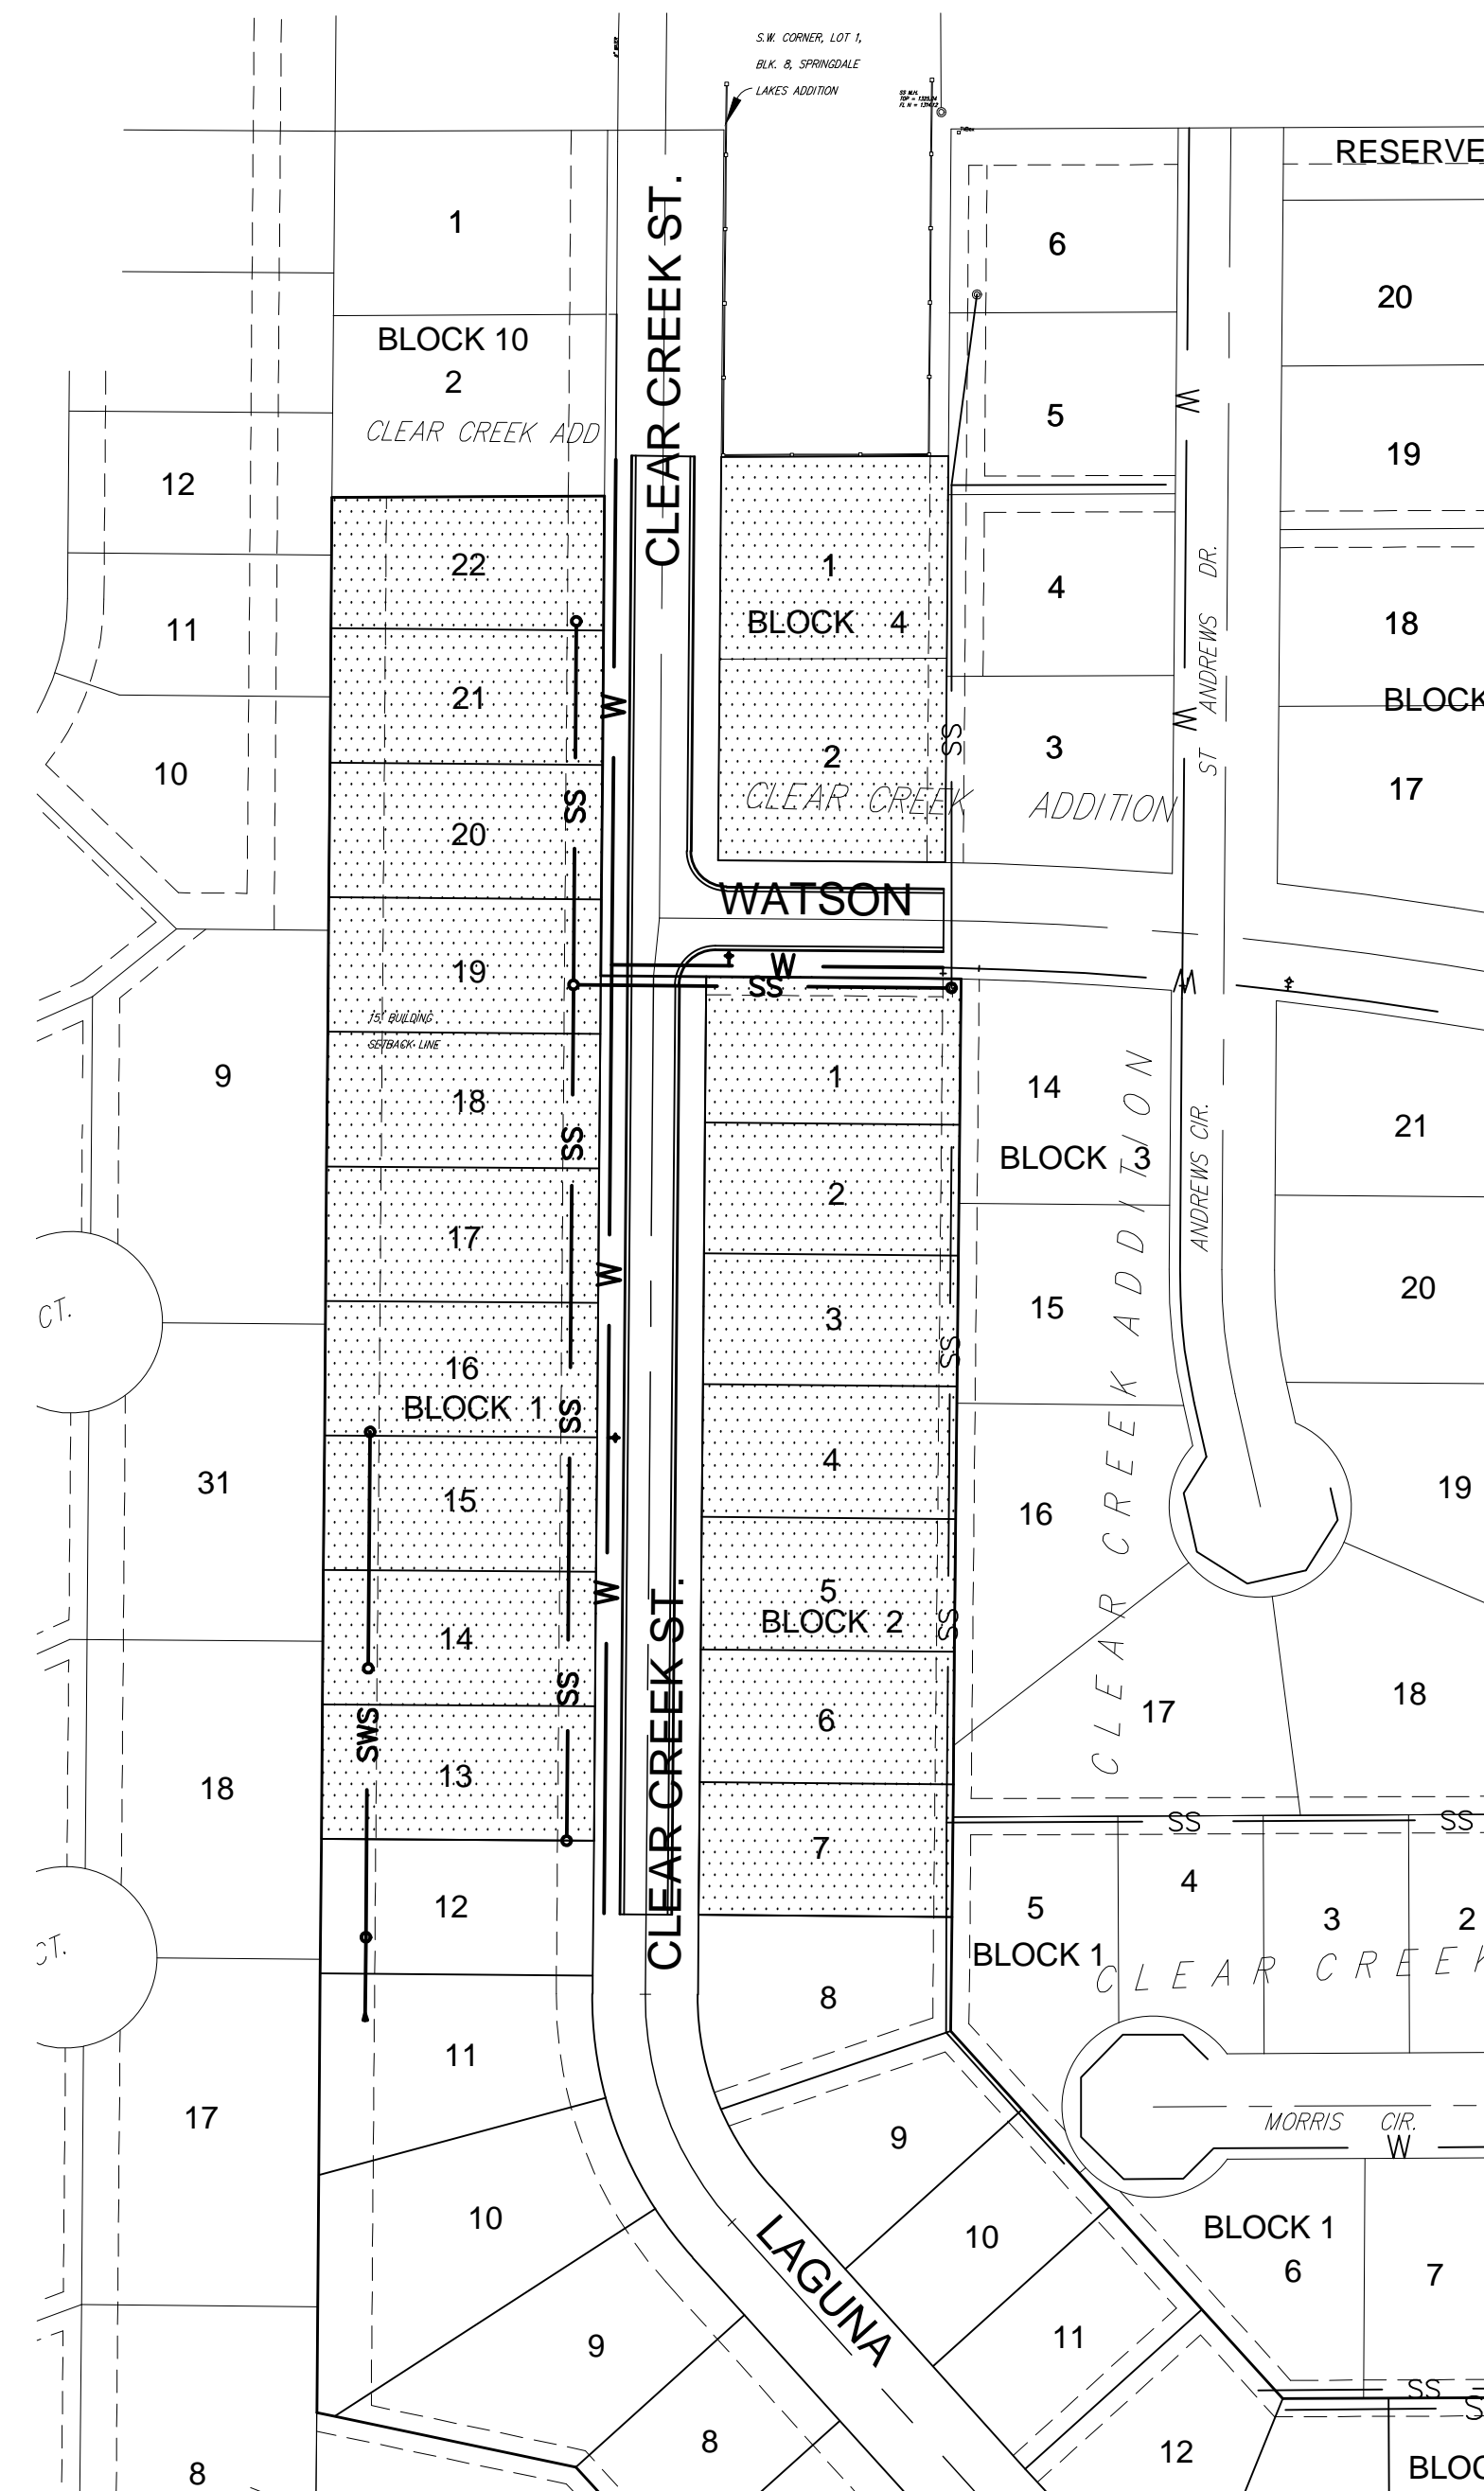 S.W. CORNER, LOT 1,
BLK. 8, SPRINGDALE
LAKES ADDITION
SS M.H.
RESERVE
1
6
20
BLOCK 10
2
CLEAR CREEK ADD
CLEAR CREEK ST.
5
19
12
22
1
BLOCK 4
4
18
11
21
W
2
SS
3
W
W
ST ANDREWS DR.
BLOCK
17
10
20
SS
CLEAR CREEK ADDITION
WATSON
19
W
SS
W
15' BUILDING
SETBACK LINE
9
18
SS
1
14
BLOCK 3
ANDREWS CIR.
21
17
W
2
CT.
16
BLOCK 1
SS
3
SS
15
20
CLEAR CREEK ADDITION
31
15
4
16
19
14
W
5
BLOCK 2
SS
SWS
SS
6
17
18
18
13
CLEAR CREEK ST.
7
SS
SS
CT.
12
8
5
BLOCK 1
4
3
2
CLEAR CREEK
17
11
9
MORRIS CIR.
W
10
LAGUNA
10
BLOCK 1
6
7
9
11
SS
S
8
8
12
BLOC